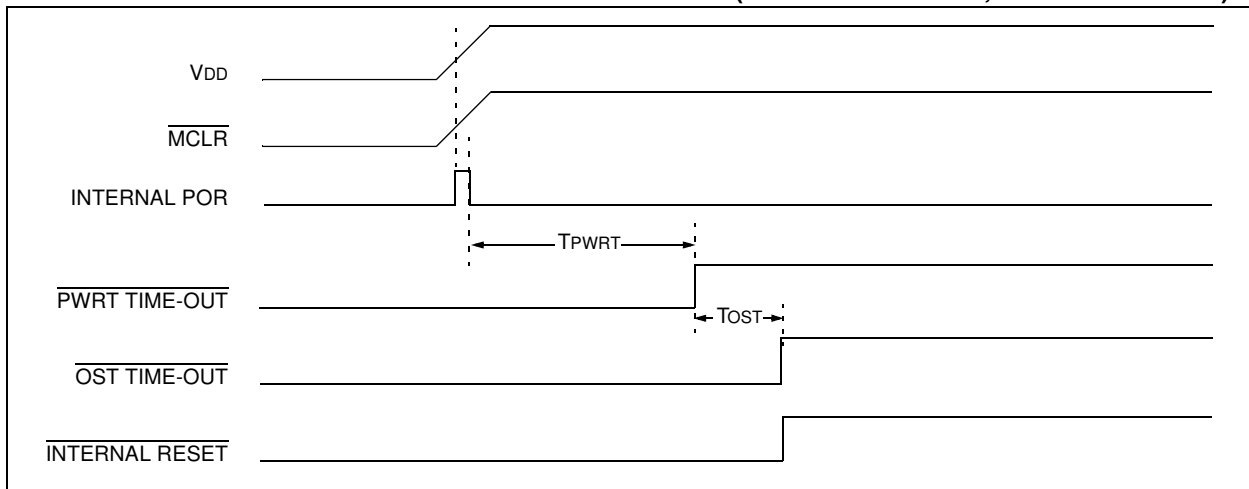 VDD
MCLR
INTERNAL POR
TPWRT
PWRT TIME-OUT
TOST
OST TIME-OUT
INTERNAL RESET